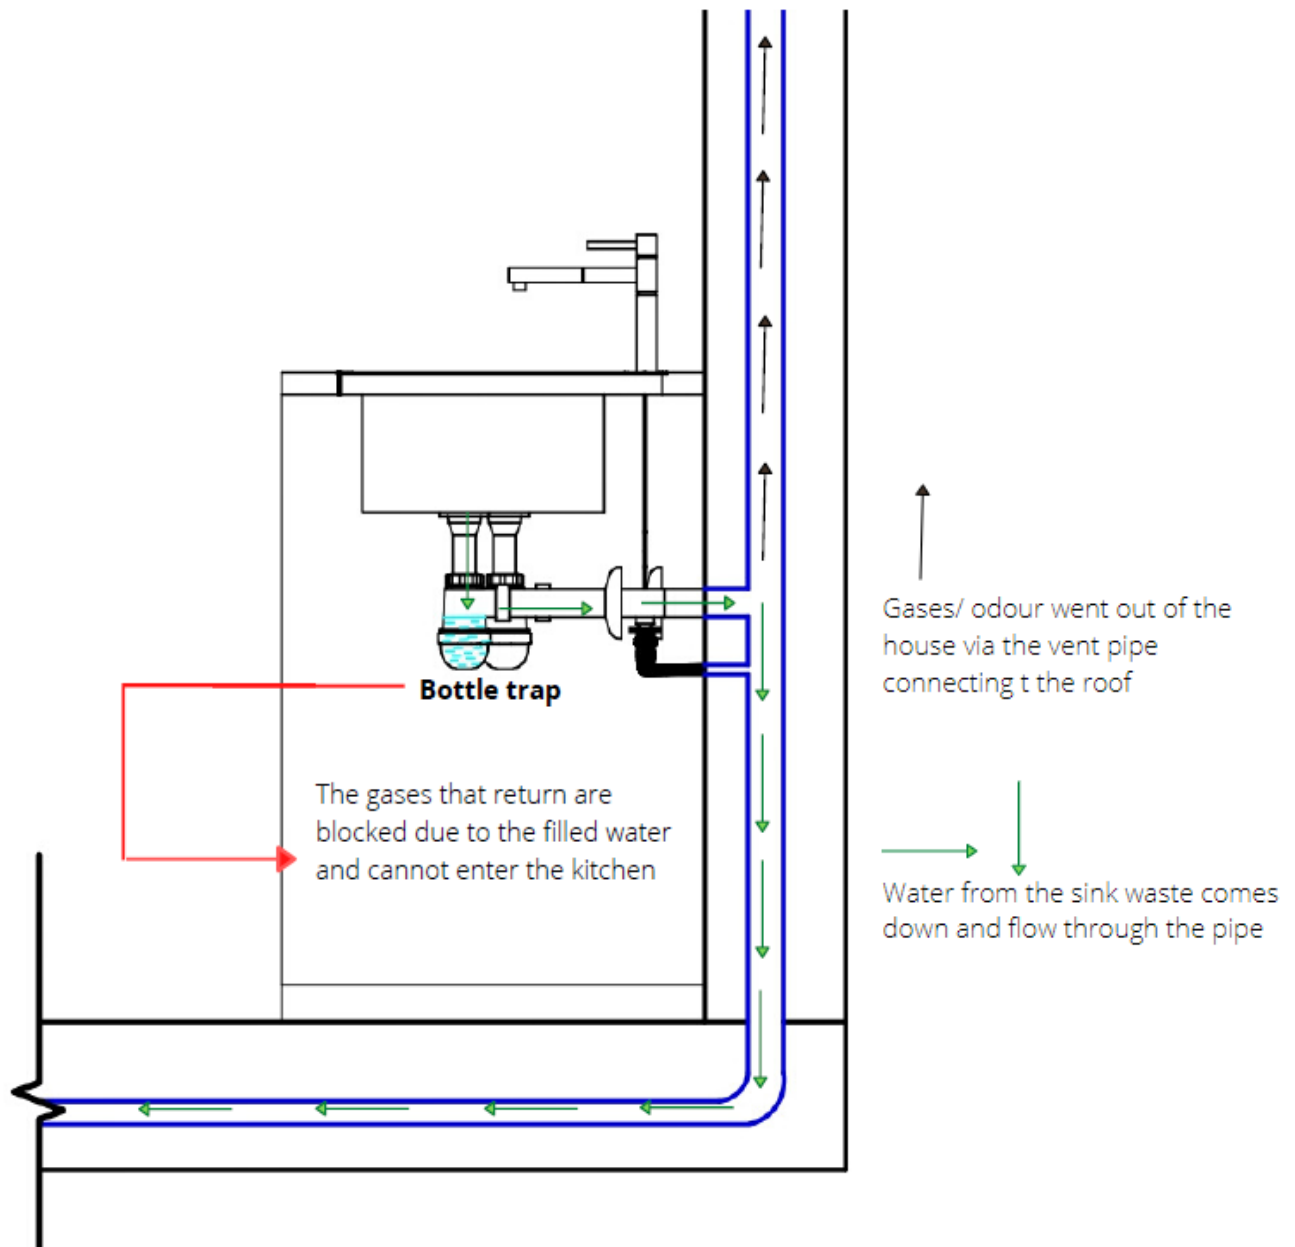 Bottle trap
The gases that return are
blocked due to the filled water
and cannot enter the kitchen
Gases/ odour went out of the
house via the vent pipe
connecting t the roof
Water from the sink waste comes
down and flow through the pipe